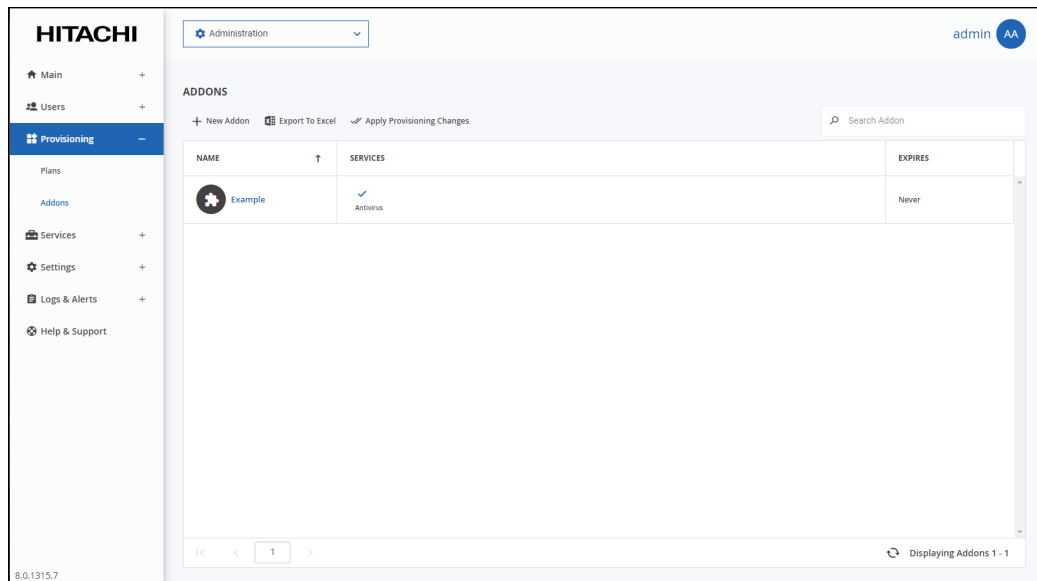 HITACHI
Administration
admin AA
Main
Users
Provisioning
Plans
Addons
Services
Settings
Logs & Alerts
Help & Support
8.0.1315.7
ADDONS
New Addon Export To Excel Apply Provisioning Changes
Search Addon
NAME SERVICES EXPIRES
Example Antivirus Never
1
Displaying Addons 1 - 1